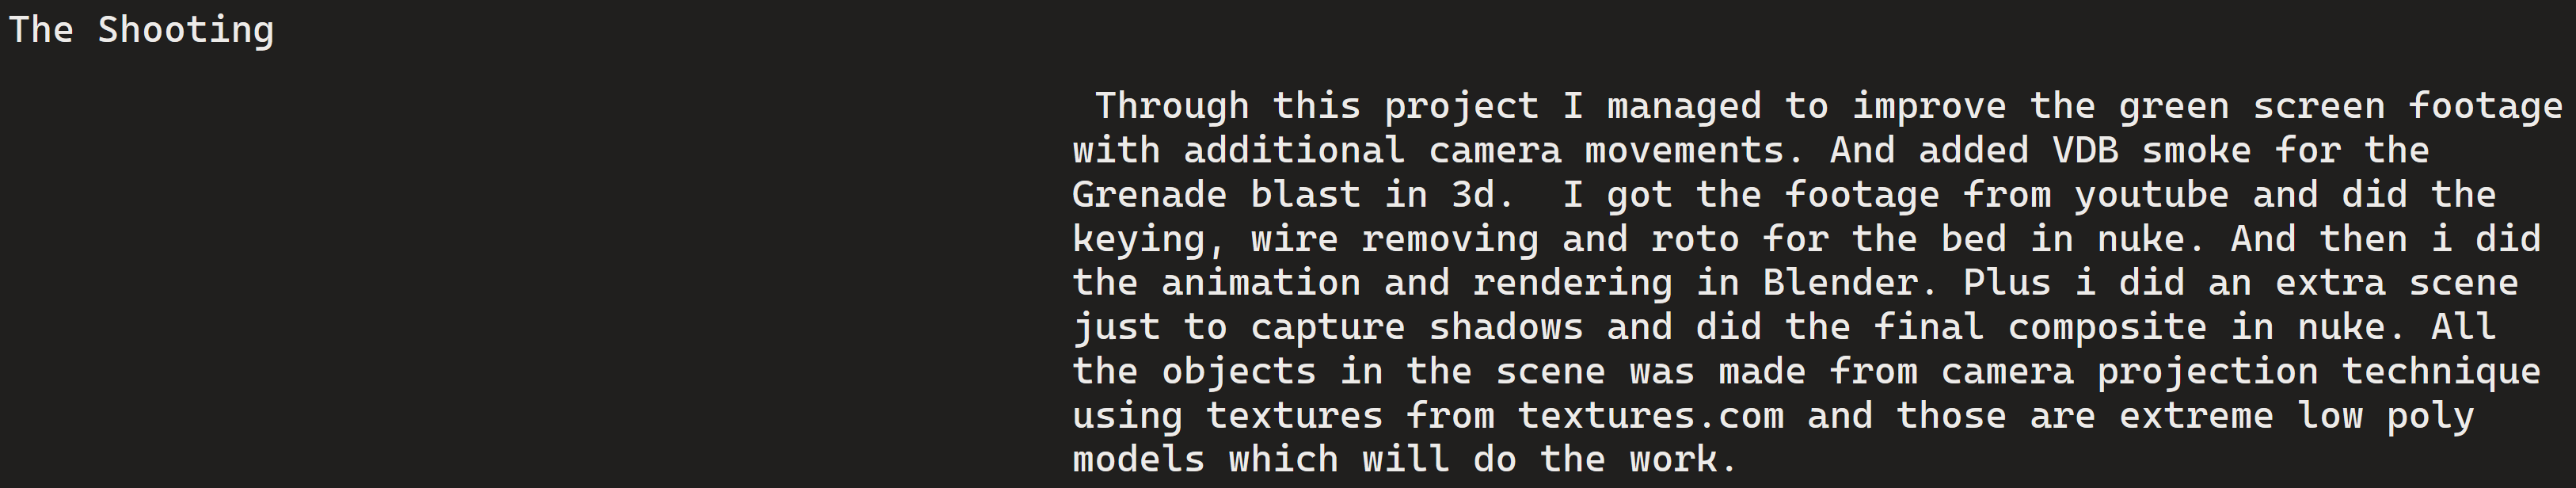 The Shooting
Through this project I managed to improve the green screen footage
with additional camera movements. And added VDB smoke for the
Grenade blast in 3d.  I got the footage from youtube and did the
keying, wire removing and roto for the bed in nuke. And then i did
the animation and rendering in Blender. Plus i did an extra scene
just to capture shadows and did the final composite in nuke. All
the objects in the scene was made from camera projection technique
using textures from textures.com and those are extreme low poly
models which will do the work.